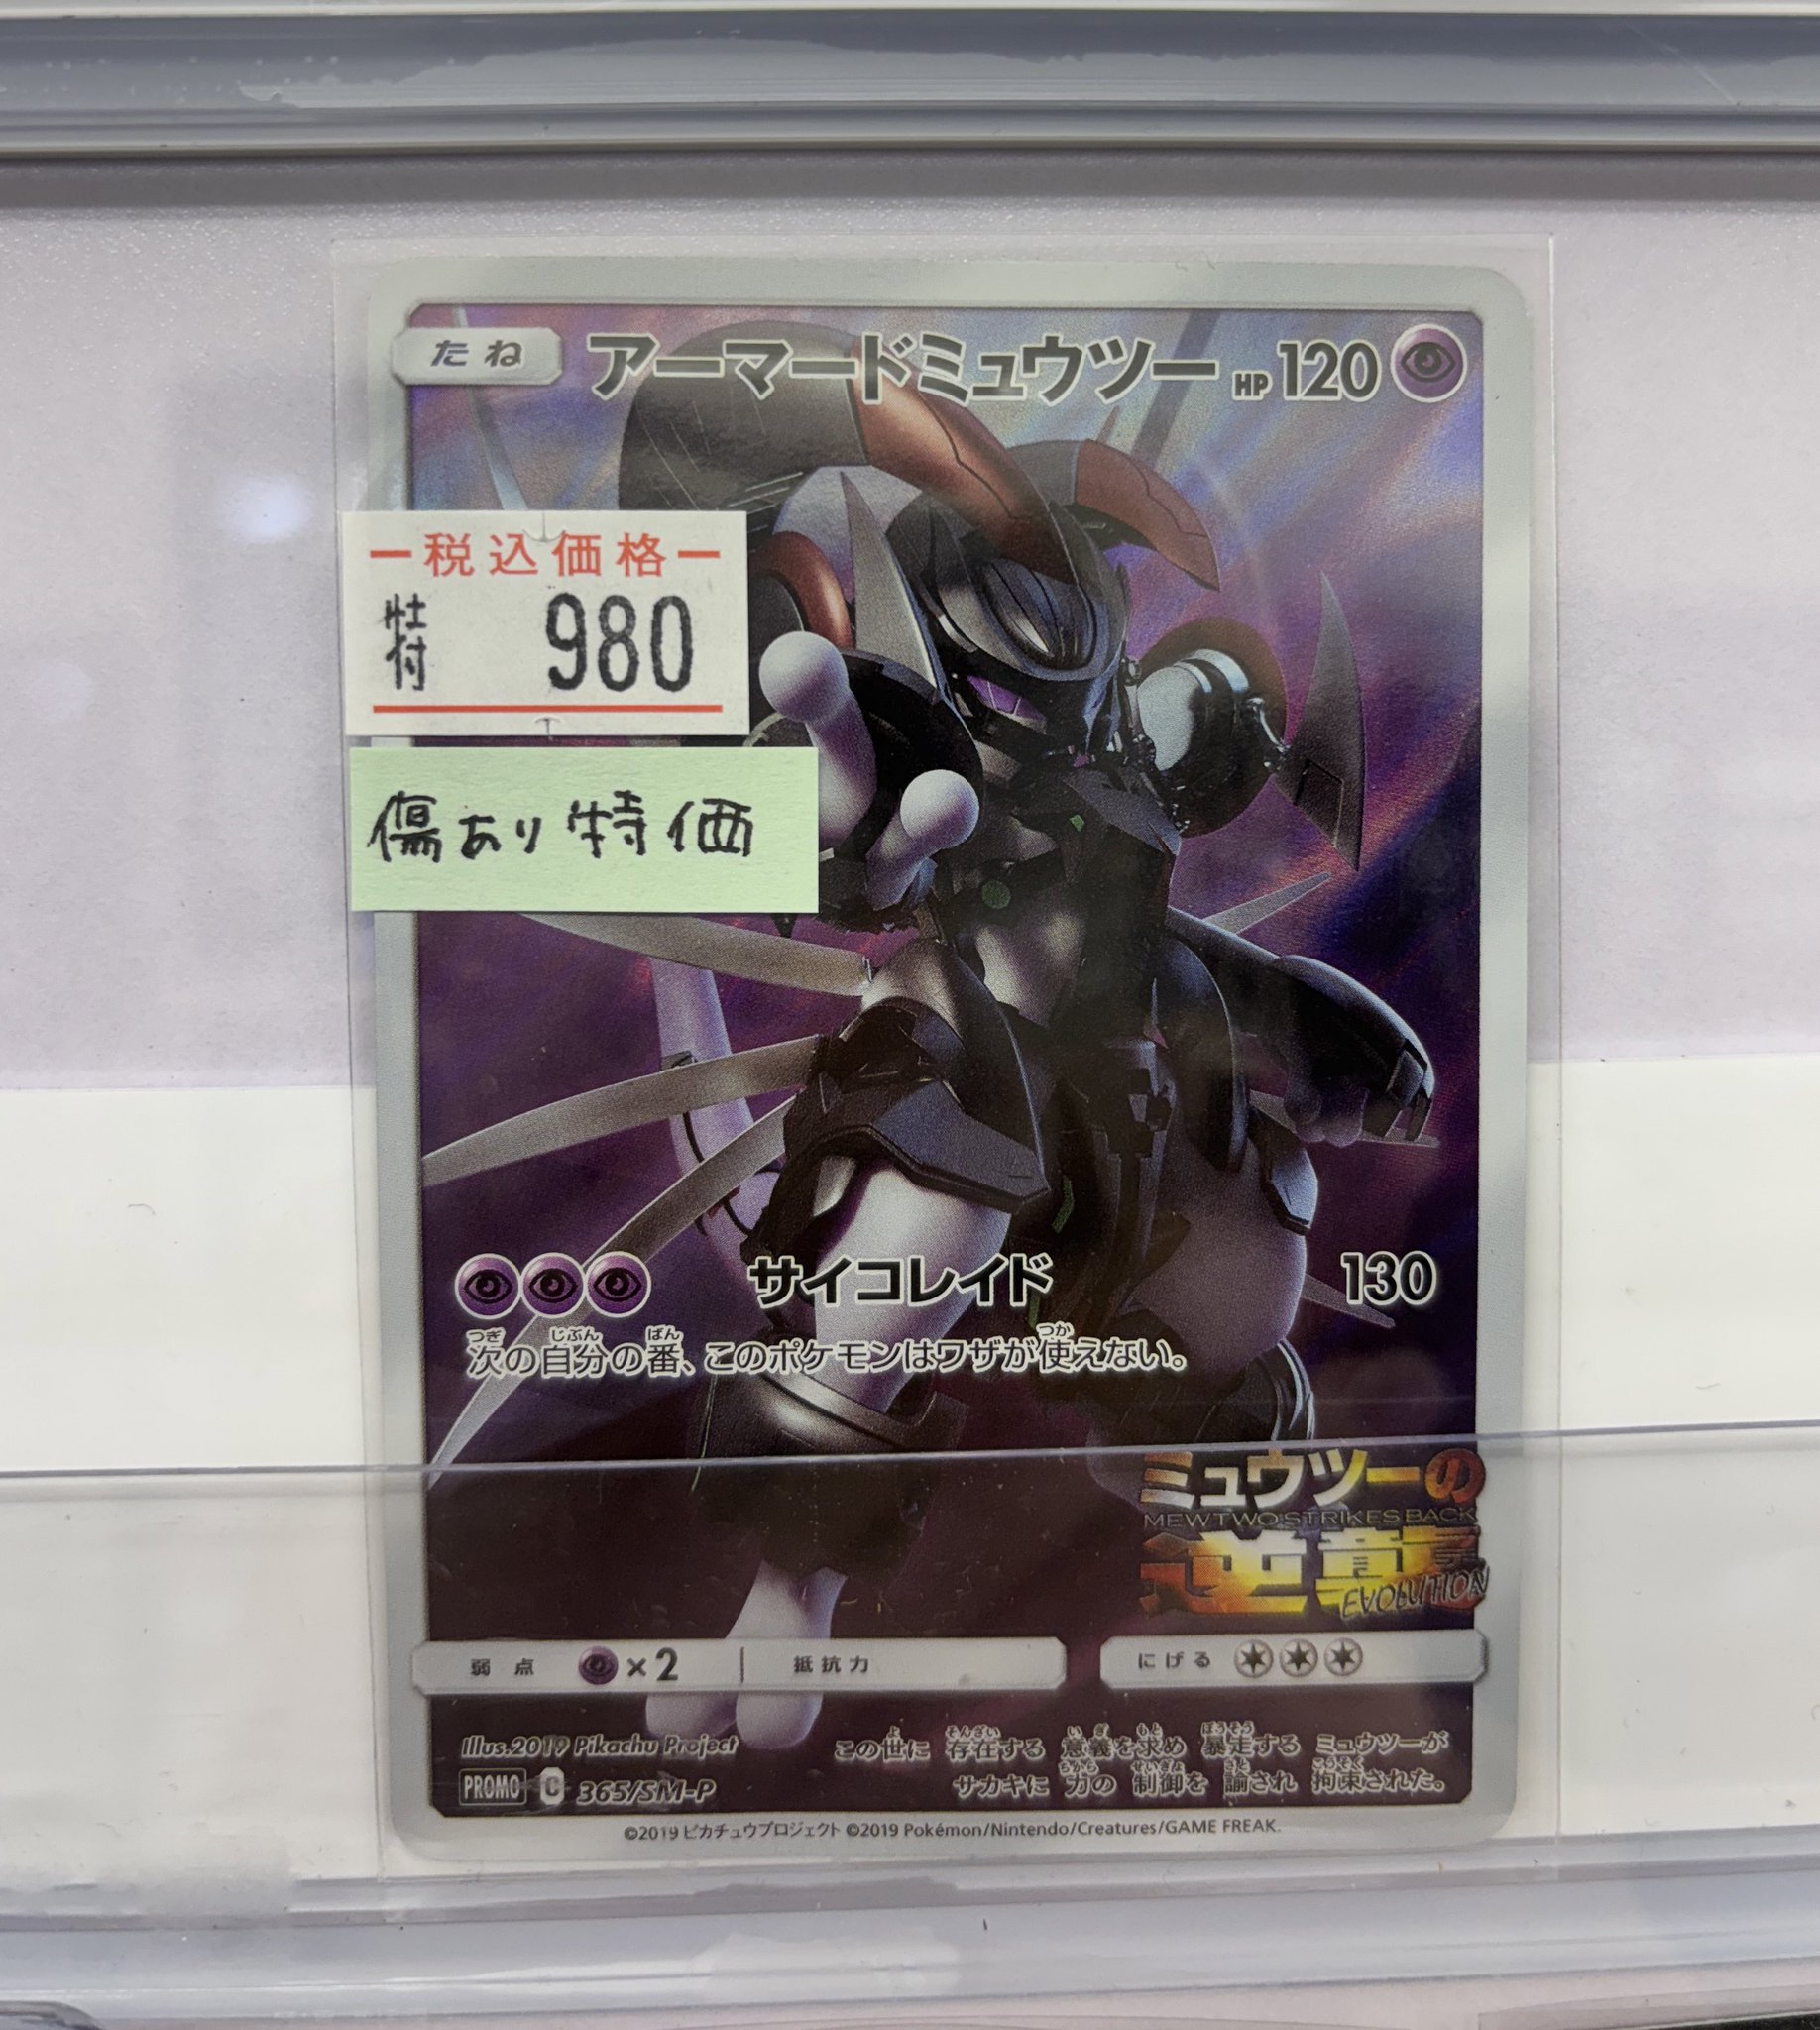 たね
アーマードミュウツー HP 120
税込価格
980
傷あり特価
サイコレイド 130
次の自分の番、このポケモンはワザが使えない。
ミュウツーの
MEWTWO STRIKES BACK
逆襲
EVOLUTION
弱点 ×2 抵抗力 にげる
Illus.2019 Pikachu Project
この世に 存在する 意義を求め 暴走する ミュウツーが
サカキに 力の 制御を 諭され 拘束された。
PROMO C 365/SM-P
©2019 ピカチュウプロジェクト ©2019 Pokémon/Nintendo/Creatures/GAME FREAK.